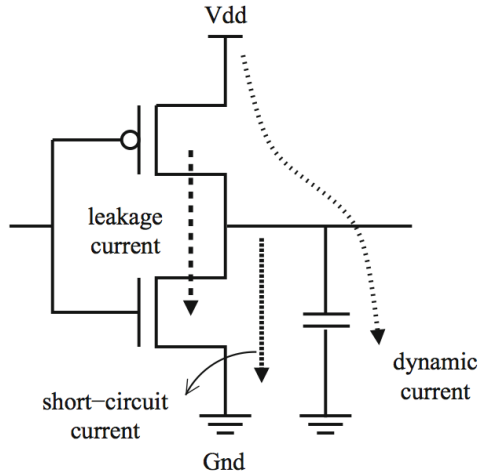 Vdd
leakage
current
dynamic
current
short-circuit
current
Gnd